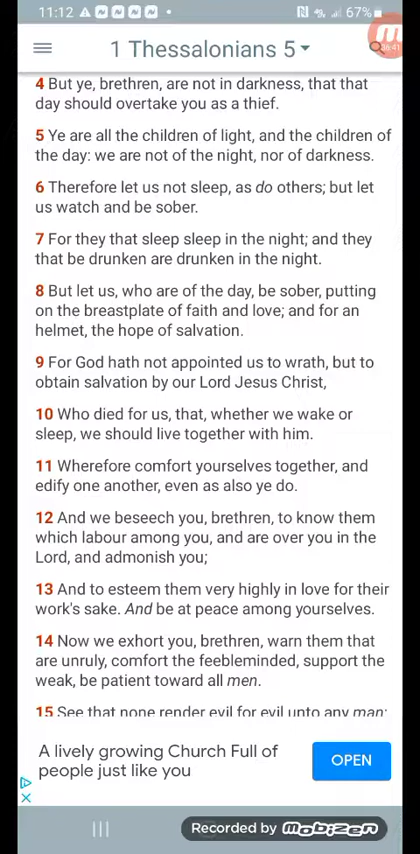 11:12 67%
1 Thessalonians 5
06:41
4 But ye, brethren, are not in darkness, that that
day should overtake you as a thief.
5 Ye are all the children of light, and the children of
the day: we are not of the night, nor of darkness.
6 Therefore let us not sleep, as do others; but let
us watch and be sober.
7 For they that sleep sleep in the night; and they
that be drunken are drunken in the night.
8 But let us, who are of the day, be sober, putting
on the breastplate of faith and love; and for an
helmet, the hope of salvation.
9 For God hath not appointed us to wrath, but to
obtain salvation by our Lord Jesus Christ,
10 Who died for us, that, whether we wake or
sleep, we should live together with him.
11 Wherefore comfort yourselves together, and
edify one another, even as also ye do.
12 And we beseech you, brethren, to know them
which labour among you, and are over you in the
Lord, and admonish you;
13 And to esteem them very highly in love for their
work's sake. And be at peace among yourselves.
14 Now we exhort you, brethren, warn them that
are unruly, comfort the feebleminded, support the
weak, be patient toward all men.
15 See that none render evil for evil unto any man;
A lively growing Church Full of
people just like you
OPEN
Recorded by mobizen